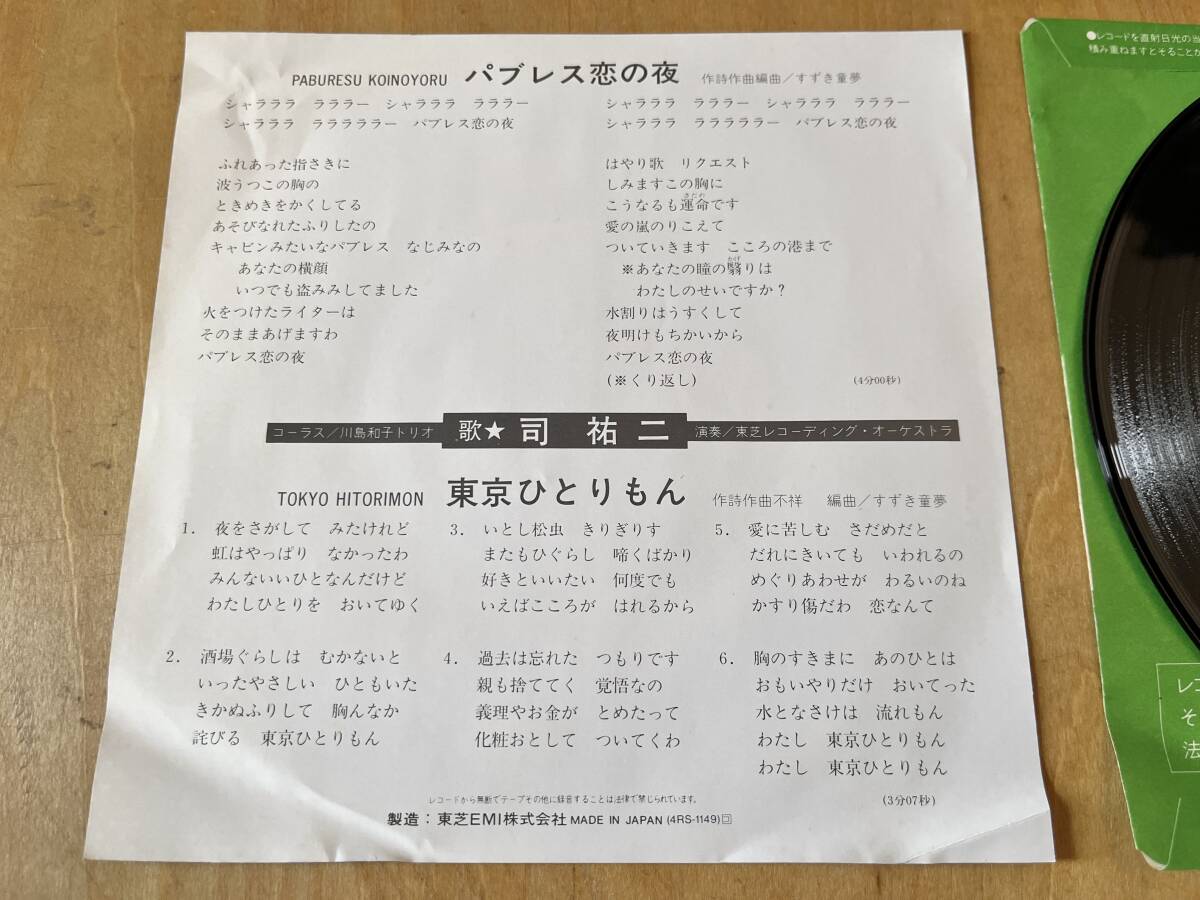 PABURESU KOINOYORU パブレス恋の夜 作詩作曲編曲/すずき童夢
シャラララ ラララー シャラララ ラララー
シャラララ ララララララー パブレス恋の夜
ふれあった指さきに
波うつこの胸の
ときめきをかくしてる
あそびなれたふりしたの
キャビンみたいなパブレス なじみなの
あなたの横顔
いつでも盗みみしてました
火をつけたライターは
そのままあげますわ
パブレス恋の夜
シャラララ ラララー シャラララ ラララー
シャラララ ララララララー パブレス恋の夜
はやり歌 リクエスト
しみますこの胸に
さだめ
こうなるも運命です
愛の嵐のりこえて
ついていきます こころの港まで
かげ
※あなたの瞳の翳りは
わたしのせいですか?
水割りはうすくして
夜明けもちかいから
パブレス恋の夜
(※くり返し)
(4分00秒)
コーラス/川島和子トリオ 歌★司 祐二 演奏/東芝レコーディング・オーケストラ
TOKYO HITORIMON 東京ひとりもん 作詩作曲不祥 編曲/すずき童夢
1. 夜をさがして みたけれど
虹はやっぱり なかったわ
みんないいひとなんだけど
わたしひとりを おいてゆく
2. 酒場ぐらしは むかないと
いったやさしい ひともいた
きかぬふりして 胸んなか
詫びる 東京ひとりもん
3. いとし松虫 きりぎりす
またもひぐらし 啼くばかり
好きといいたい 何度でも
いえばこころが はれるから
4. 過去は忘れた つもりです
親も捨ててく 覚悟なの
義理やお金が とめたって
化粧おとして ついてくわ
5. 愛に苦しむ さだめだと
だれにきいても いわれるの
めぐりあわせが わるいのね
かすり傷だわ 恋なんて
6. 胸のすきまに あのひとは
おもいやりだけ おいてった
水となさけは 流れもん
わたし 東京ひとりもん
わたし 東京ひとりもん
(3分07秒)
レコードから無断でテープその他に録音することは法律で禁じられています。
製造:東芝EMI株式会社 MADE IN JAPAN (4RS-1149)回
●レコードを直射日光の当
積み重ねますとそることか
レコ
そ
法